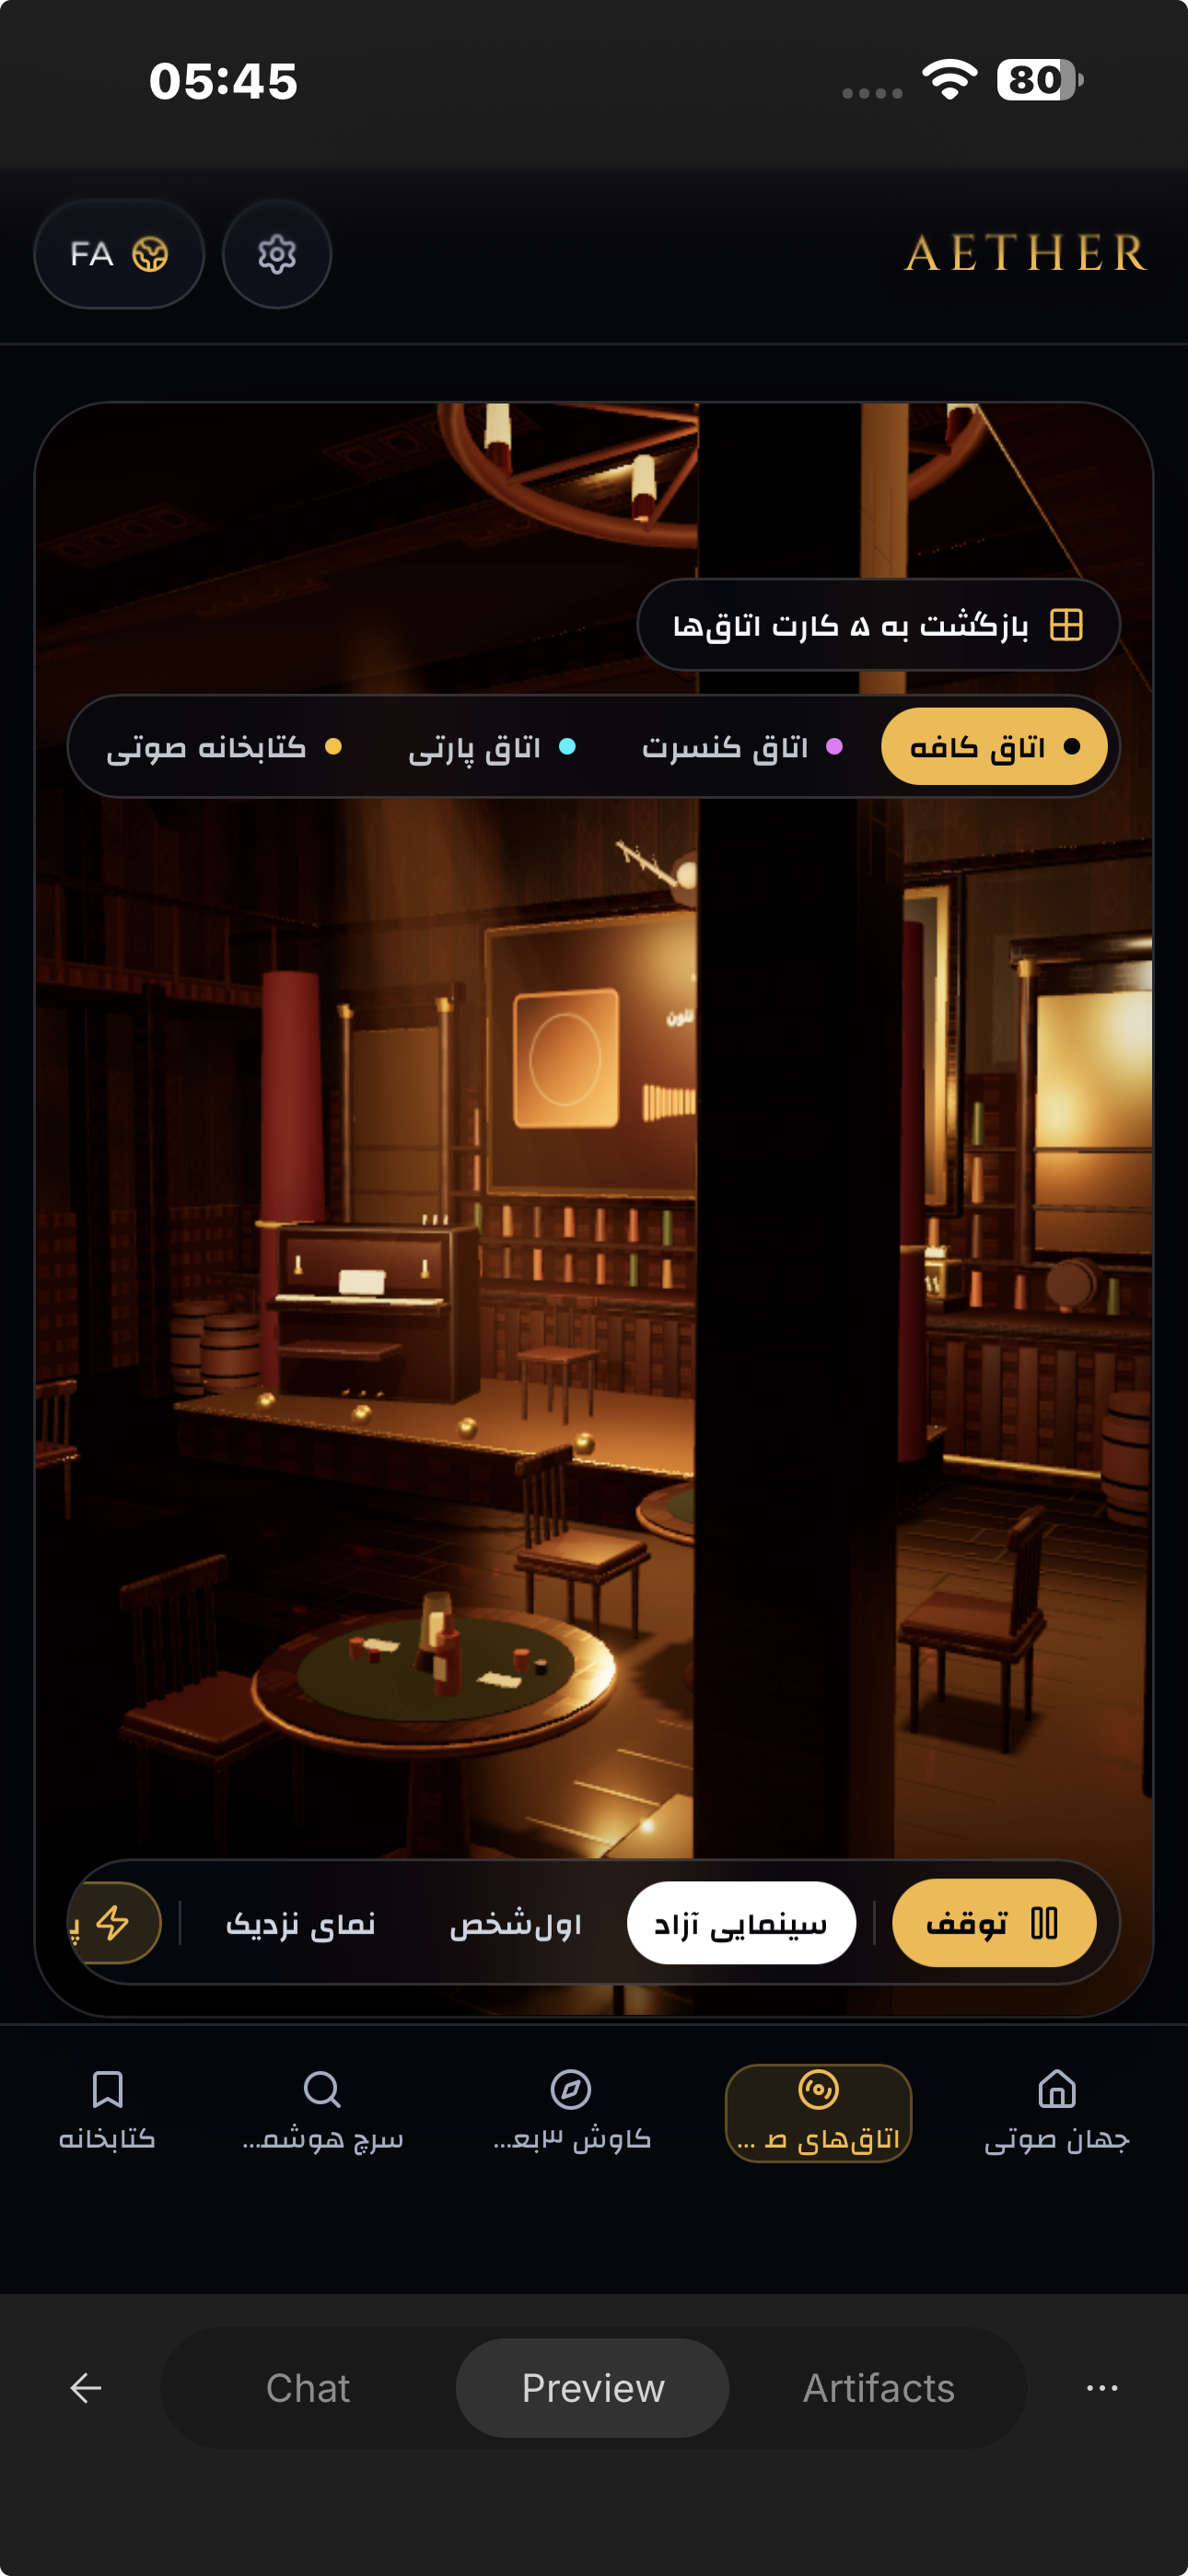 05:45
80
FA
AETHER
بازگشت به ۵ کارت اتاق‌ها
اتاق کافه
اتاق کنسرت
اتاق پارتی
کتابخانه صوتی
توقف
سینمایی آزاد
اول‌شخص
نمای نزدیک
جهان صوتی
اتاق‌های ص ...
کاوش ۳بع...
سرچ هوشمـ...
کتابخانه
Chat
Preview
Artifacts